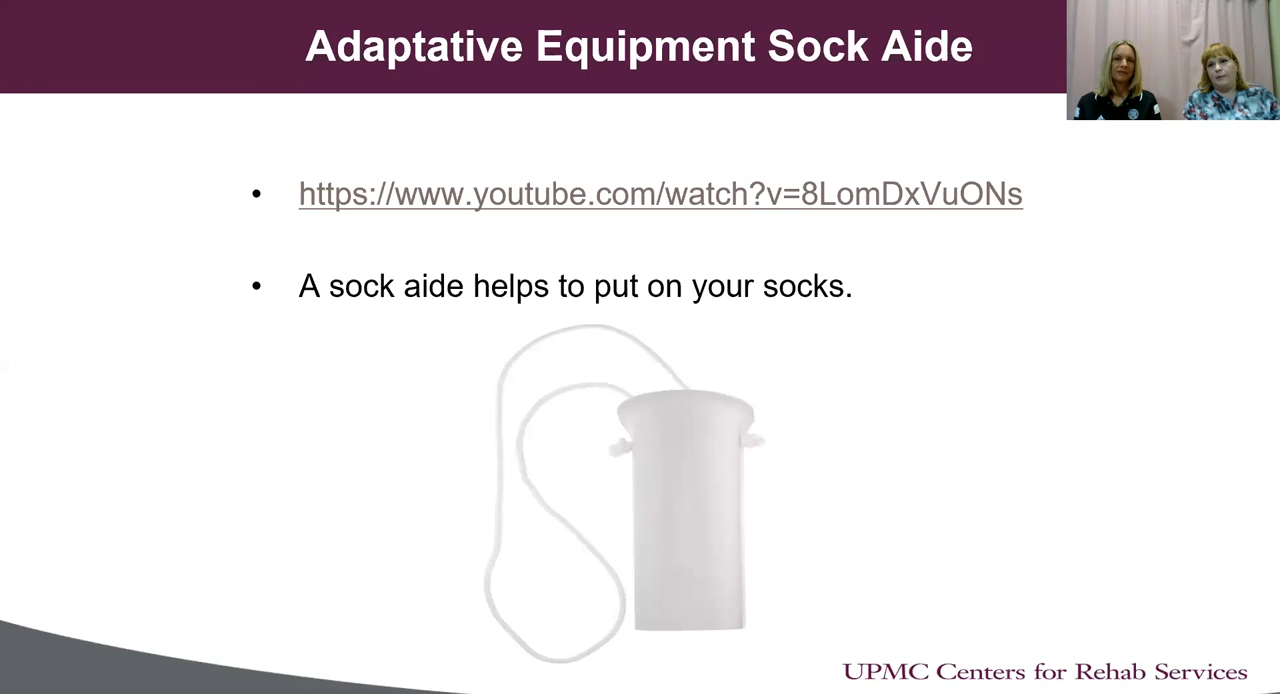 Adaptative Equipment Sock Aide
• https://www.youtube.com/watch?v=8LomDxVuONs
• A sock aide helps to put on your socks.
UPMC Centers for Rehab Services